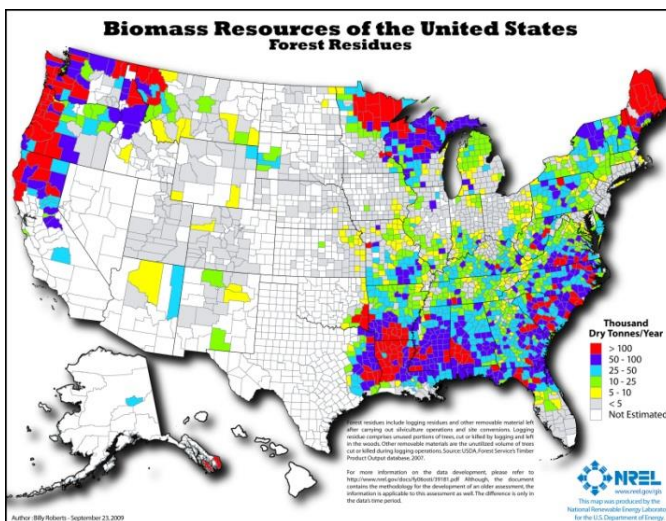 Biomass Resources of the United States
Forest Residues
Thousand
Dry Tonnes/Year
> 100
50 - 100
25 - 50
10 - 25
5 - 10
< 5
Not Estimated
Forest residues include logging residues and other removable material left
after carrying out silviculture operations and site conversions. Logging
residue comprises unused portions of trees, cut or killed by logging and left
in the woods. Other removable materials are the unutilized volume of trees
cut or killed during logging operations. Source: USDA, Forest Service's Timber
Product Output database, 2007.
For more information on the data development, please refer to
http://www.nrel.gov/docs/fy06osti/39181.pdf Although, the document
contains the methodology for the development of an older assessment, the
information is applicable to this assessment as well. The difference is only in
the data's time period.
NREL
This map was produced by the
National Renewable Energy Laboratory
for the U.S. Department of Energy.
Author : Billy Roberts - September 23, 2009